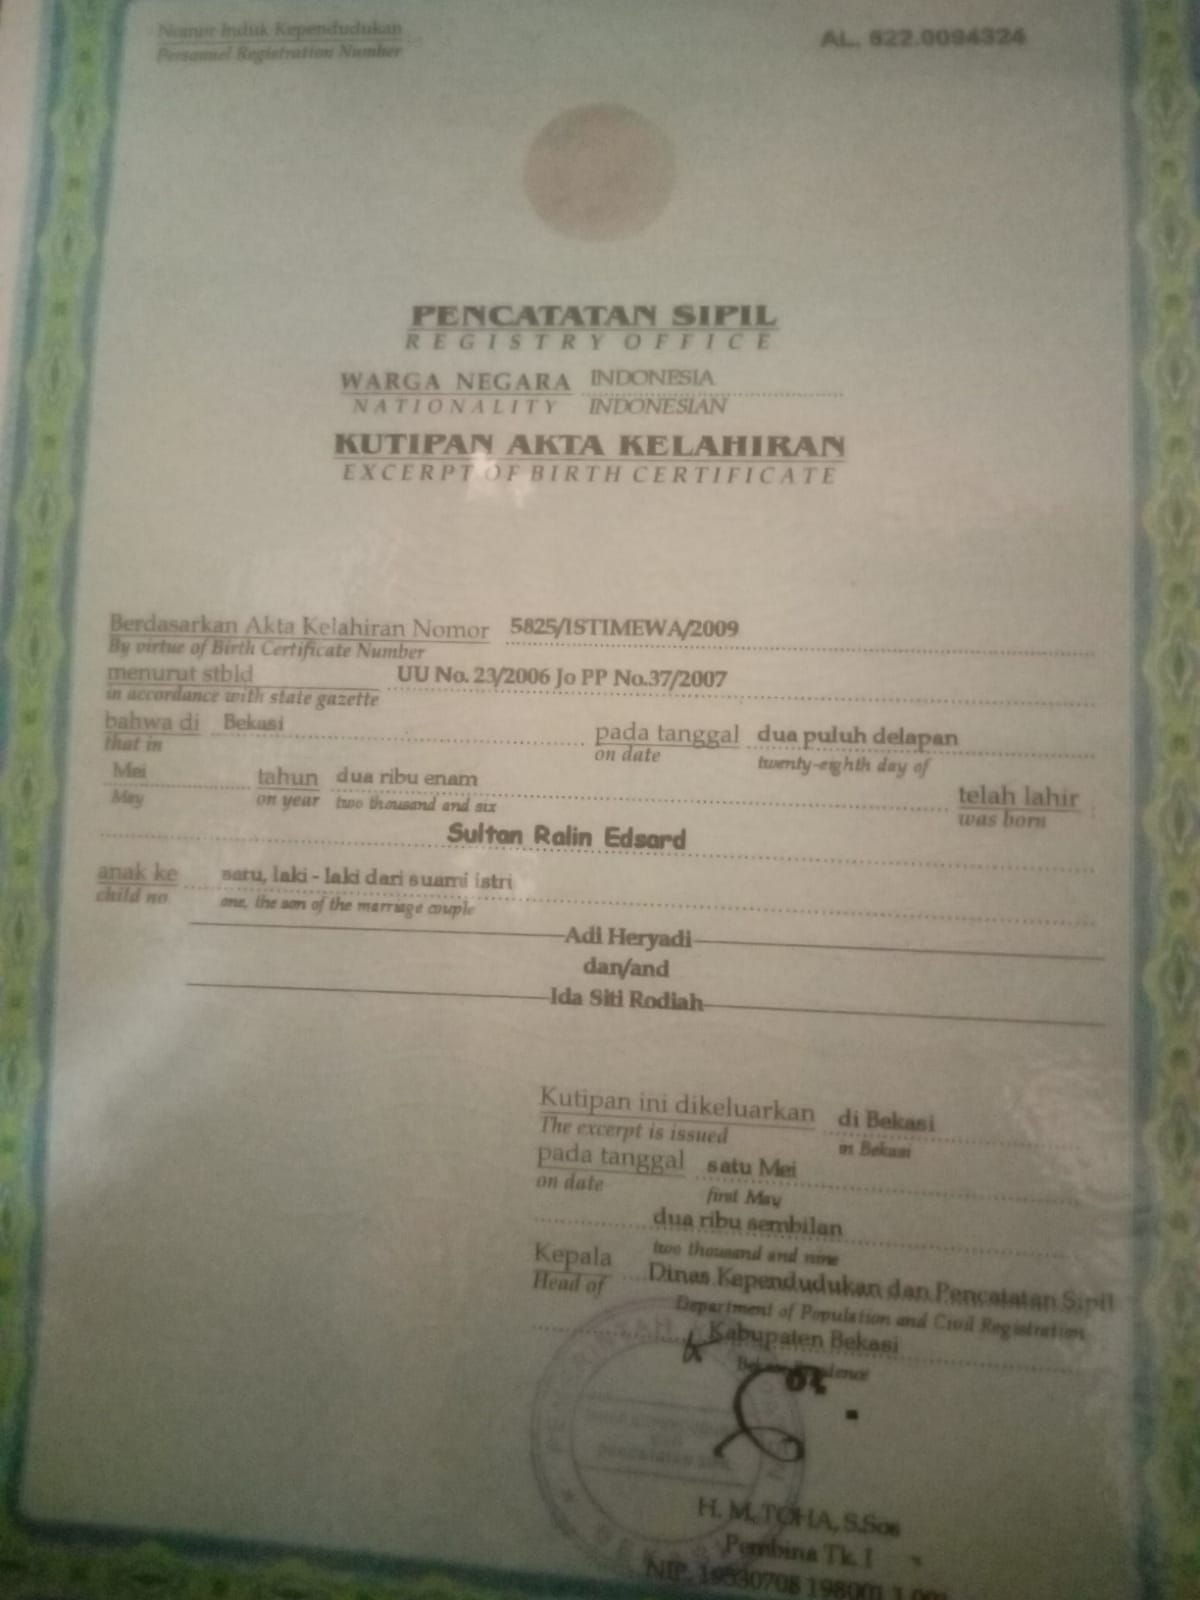 Nomor Induk Kependudukan
Personnel Registration Number
AL. 622.0094324
PENCATATAN SIPIL
REGISTRY OFFICE
WARGA NEGARA INDONESIA
NATIONALITY INDONESIAN
KUTIPAN AKTA KELAHIRAN
EXCERPT OF BIRTH CERTIFICATE
Berdasarkan Akta Kelahiran Nomor 5825/ISTIMEWA/2009
By virtue of Birth Certificate Number
menurut stbld UU No. 23/2006 Jo PP No.37/2007
in accordance with state gazette
bahwa di Bekasi pada tanggal dua puluh delapan
that in on date twenty-eighth day of
Mei tahun dua ribu enam telah lahir
May on year two thousand and six was born
Sultan Ralin Edsard
anak ke satu, laki - laki dari suami istri
child no one, the son of the marriage couple
Adi Heryadi
dan/and
Ida Siti Rodiah
Kutipan ini dikeluarkan di Bekasi
The excerpt is issued in Bekasi
pada tanggal satu Mei
on date first May
dua ribu sembilan
two thousand and nine
Kepala Dinas Kependudukan dan Pencatatan Sipil
Head of Department of Population and Civil Registration
Kabupaten Bekasi
H. M. TOHA, S.Sos
Pembina Tk. I
NIP. 19530708 198001 1 001